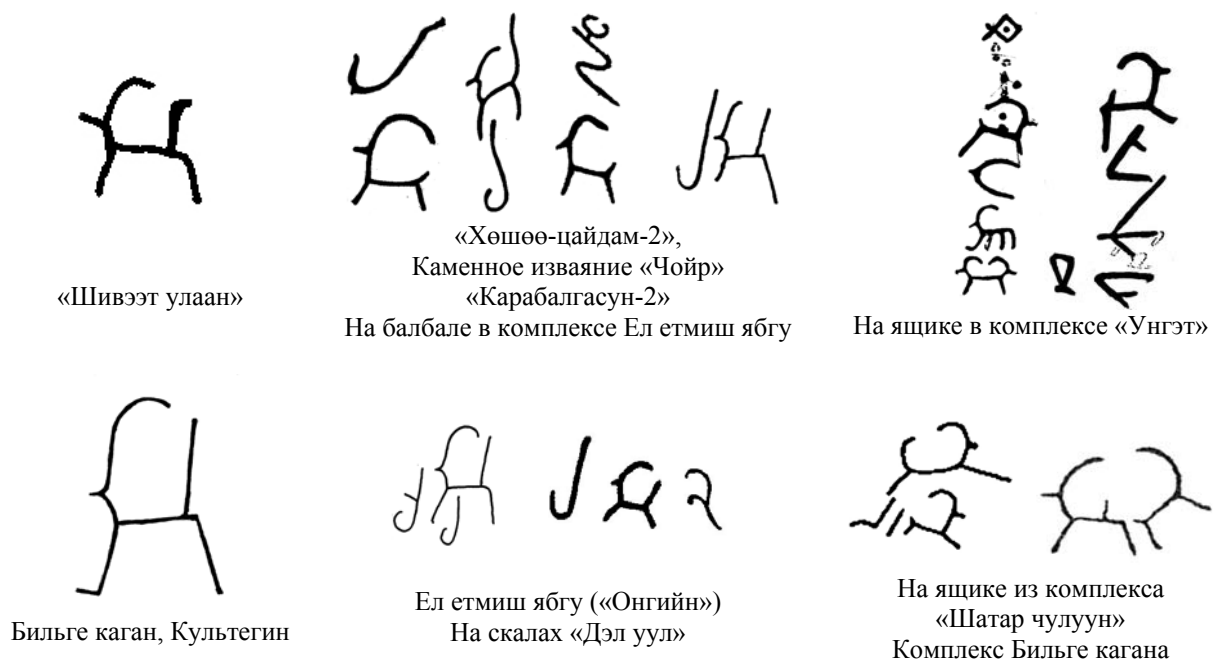 «Шивээт улаан»
«Хөшөө-цайдам-2»,
Каменное изваяние «Чойр»
«Карабалгасун-2»
На балбале в комплексе Ел етмиш ябгу
На ящике в комплексе «Унгэт»
Бильге каган, Культегин
Ел етмиш ябгу («Онгийн»)
На скалах «Дэл уул»
На ящике из комплекса
«Шатар чулуун»
Комплекс Бильге кагана